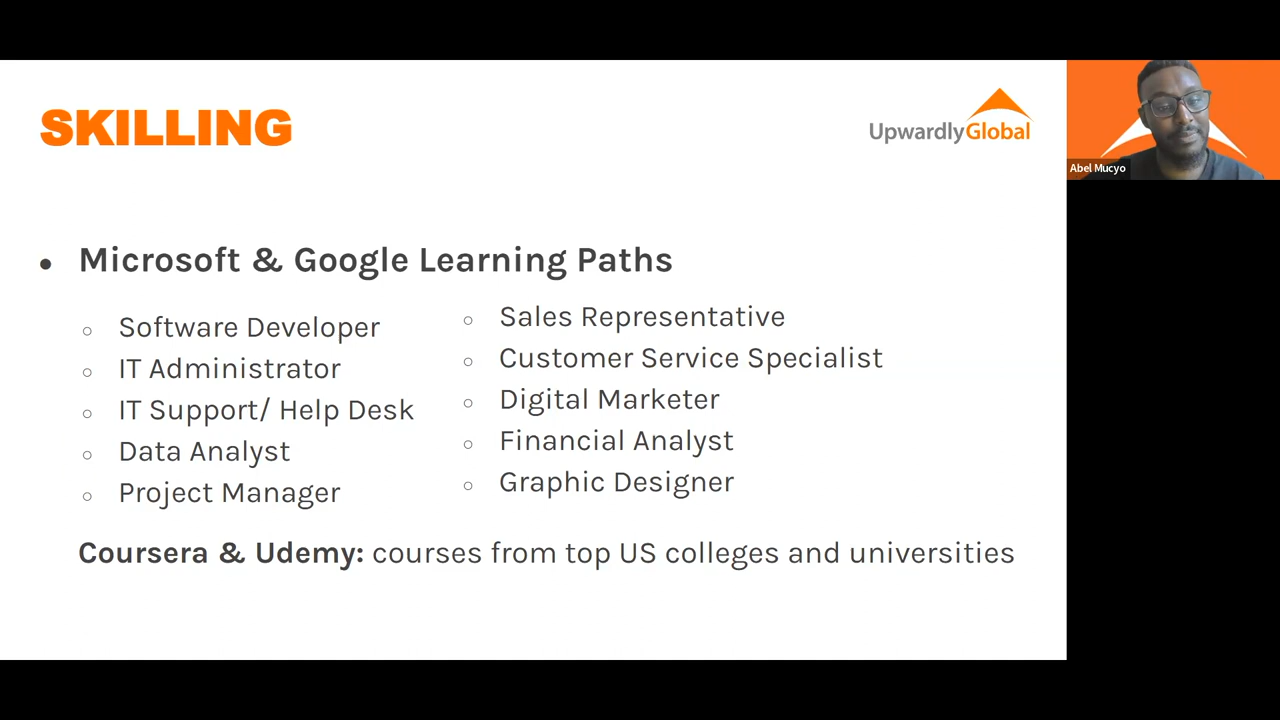 SKILLING
UpwardlyGlobal
Abel Mucyo
● Microsoft & Google Learning Paths
○ Software Developer
○ IT Administrator
○ IT Support/ Help Desk
○ Data Analyst
○ Project Manager
○ Sales Representative
○ Customer Service Specialist
○ Digital Marketer
○ Financial Analyst
○ Graphic Designer
Coursera & Udemy: courses from top US colleges and universities